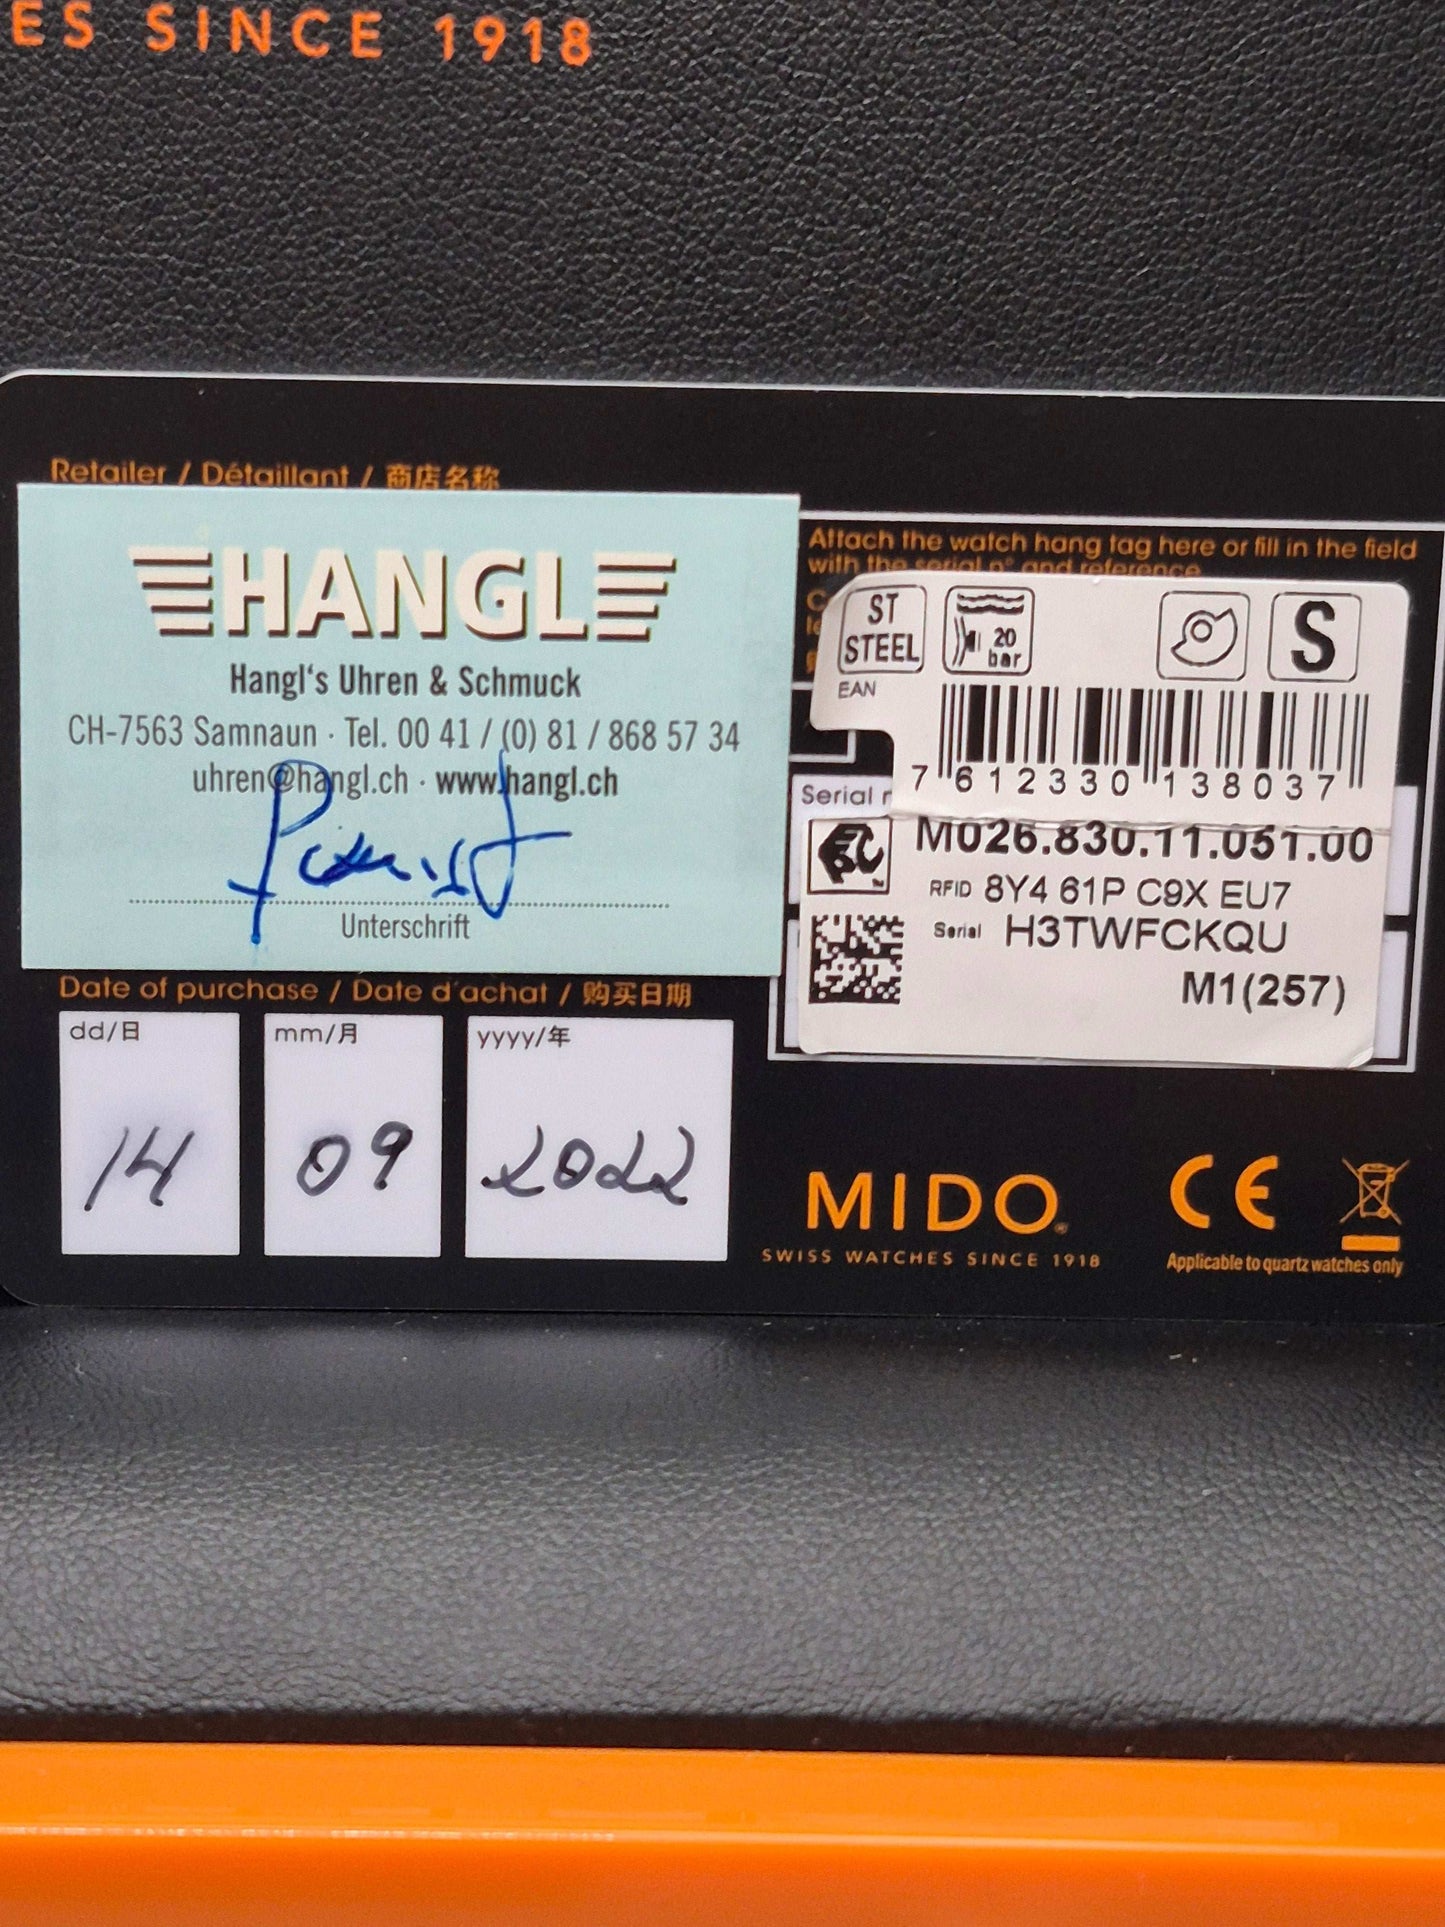 ES SINCE 1918
Retailer / Détaillant / 商店名称
HANGL
Hangl's Uhren & Schmuck
CH-7563 Samnaun · Tel. 00 41 / (0) 81 / 868 57 34
uhren@hangl.ch · www.hangl.ch
Unterschrift
Date of purchase / Date d'achat / 购买日期
dd/日
mm/月
yyyy/年
14
09
2022
Attach the watch hang tag here or fill in the field
with the serial n° and reference
ST
STEEL
20
bar
S
EAN
7 612330 138037
Serial
M026.830.11.051.00
RFID 8Y4 61P C9X EU7
Serial H3TWFCKQU
M1(257)
MIDO®
SWISS WATCHES SINCE 1918
CE
Applicable to quartz watches only